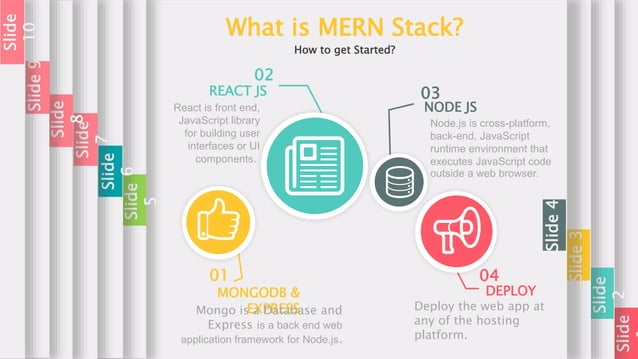 What is MERN Stack?
How to get Started?
02
REACT JS
React is front end,
JavaScript library
for building user
interfaces or UI
components.
03
NODE JS
Node.js is cross-platform,
back-end, JavaScript
runtime environment that
executes JavaScript code
outside a web browser.
01
MONGODB &
EXPRESS
Mongo is a Database and
Express is a back end web
application framework for Node.js.
04
DEPLOY
Deploy the web app at
any of the hosting
platform.
Slide
10
Slide 9
Slide
8
Slide
7
Slide
6
Slide
5
Slide 4
Slide 3
Slide
2
Slide